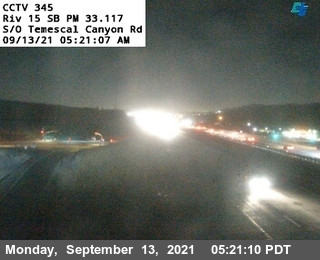 CCTV 345
Riv 15 SB PM 33.117
S/O Temescal Canyon Rd
09/13/21 05:21:07 AM
Monday, September 13, 2021 05:21:10 PDT